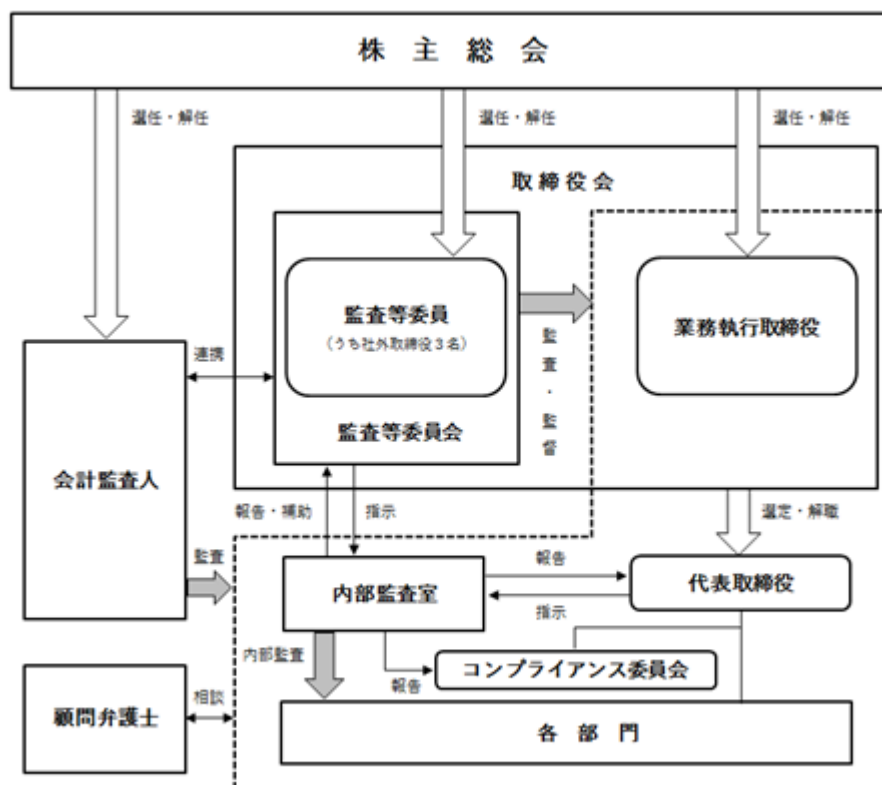 株主総会
選任・解任
選任・解任
選任・解任
取締役会
監査等委員
（うち社外取締役３名）
業務執行取締役
監査・監督
連携
監査等委員会
会計監査人
報告・補助
指示
選定・解職
監査
報告
代表取締役
内部監査室
指示
内部監査
コンプライアンス委員会
報告
相談
顧問弁護士
各部門